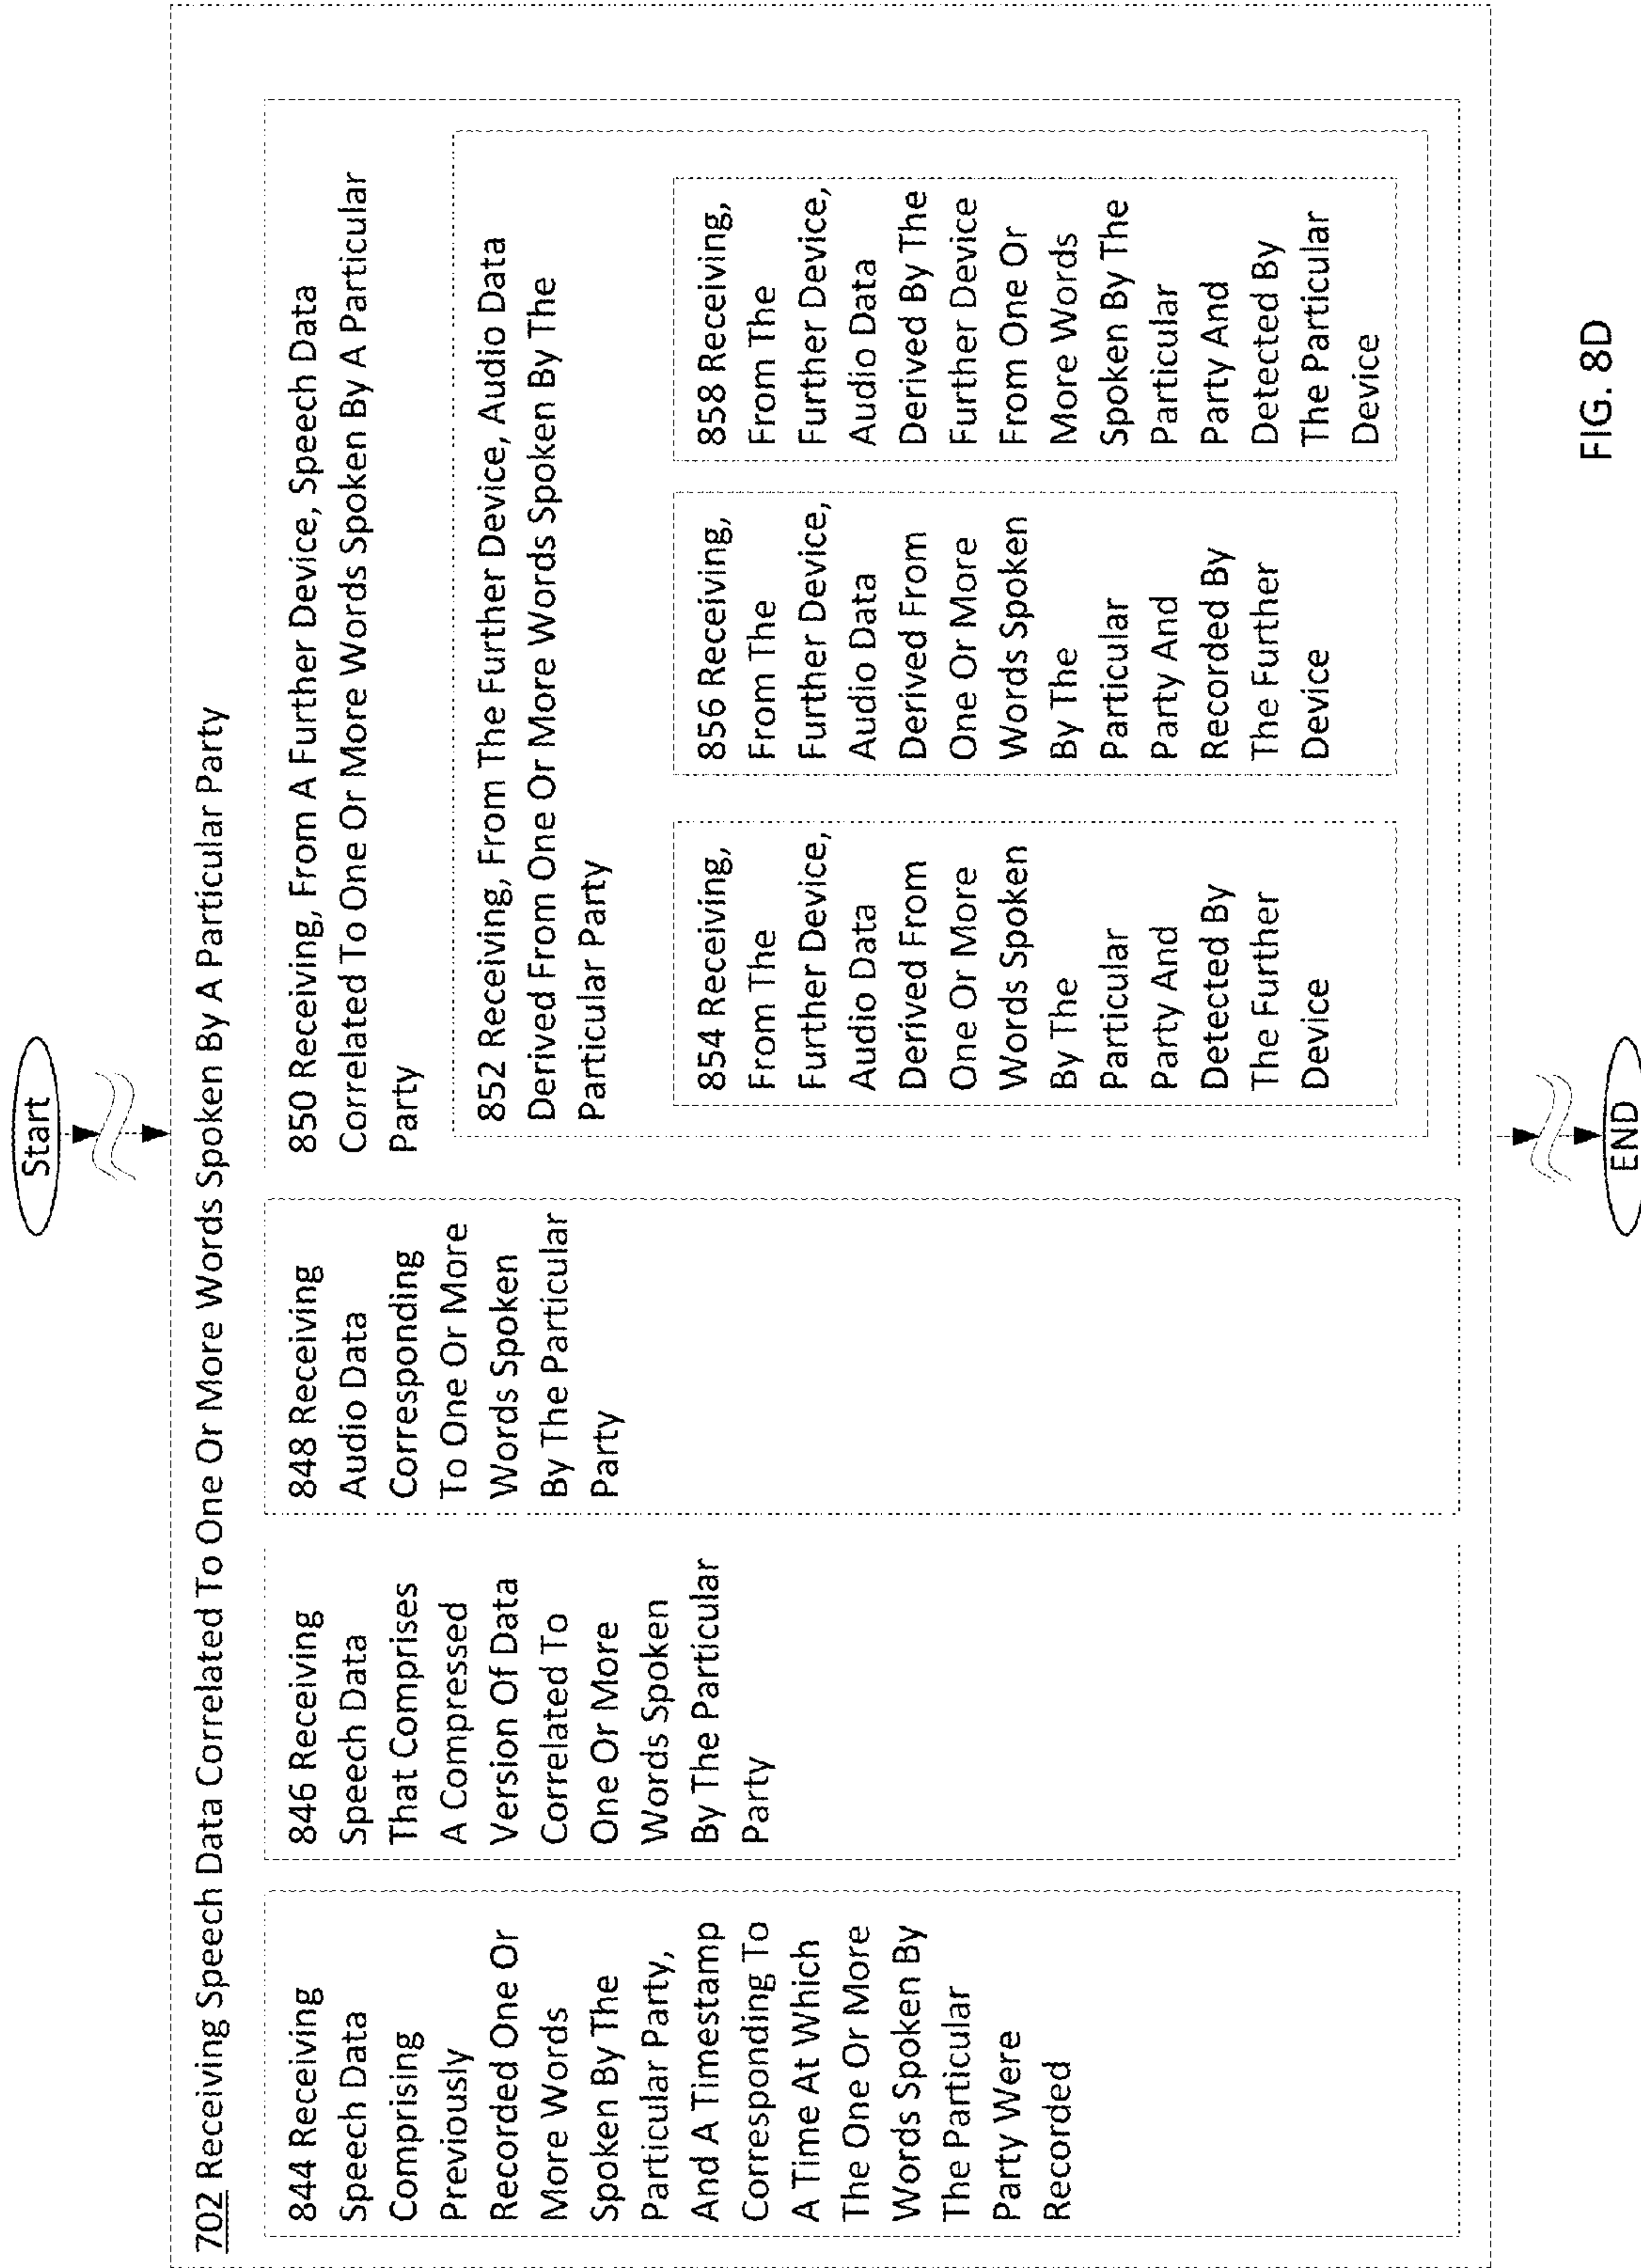 Start
702 Receiving Speech Data Correlated To One Or More Words Spoken By A Particular Party
844 Receiving
Speech Data
Comprising
Previously
Recorded One Or
More Words
Spoken By The
Particular Party,
And A Timestamp
Corresponding To
A Time At Which
The One Or More
Words Spoken By
The Particular
Party Were
Recorded
846 Receiving
Speech Data
That Comprises
A Compressed
Version Of Data
Correlated To
One Or More
Words Spoken
By The Particular
Party
848 Receiving
Audio Data
Corresponding
To One Or More
Words Spoken
By The Particular
Party
850 Receiving, From A Further Device, Speech Data
Correlated To One Or More Words Spoken By A Particular
Party
852 Receiving, From The Further Device, Audio Data
Derived From One Or More Words Spoken By The
Particular Party
854 Receiving,
From The
Further Device,
Audio Data
Derived From
One Or More
Words Spoken
By The
Particular
Party And
Detected By
The Further
Device
856 Receiving,
From The
Further Device,
Audio Data
Derived From
One Or More
Words Spoken
By The
Particular
Party And
Recorded By
The Further
Device
858 Receiving,
From The
Further Device,
Audio Data
Derived By The
Further Device
From One Or
More Words
Spoken By The
Particular
Party And
Detected By
The Particular
Device
END
FIG. 8D